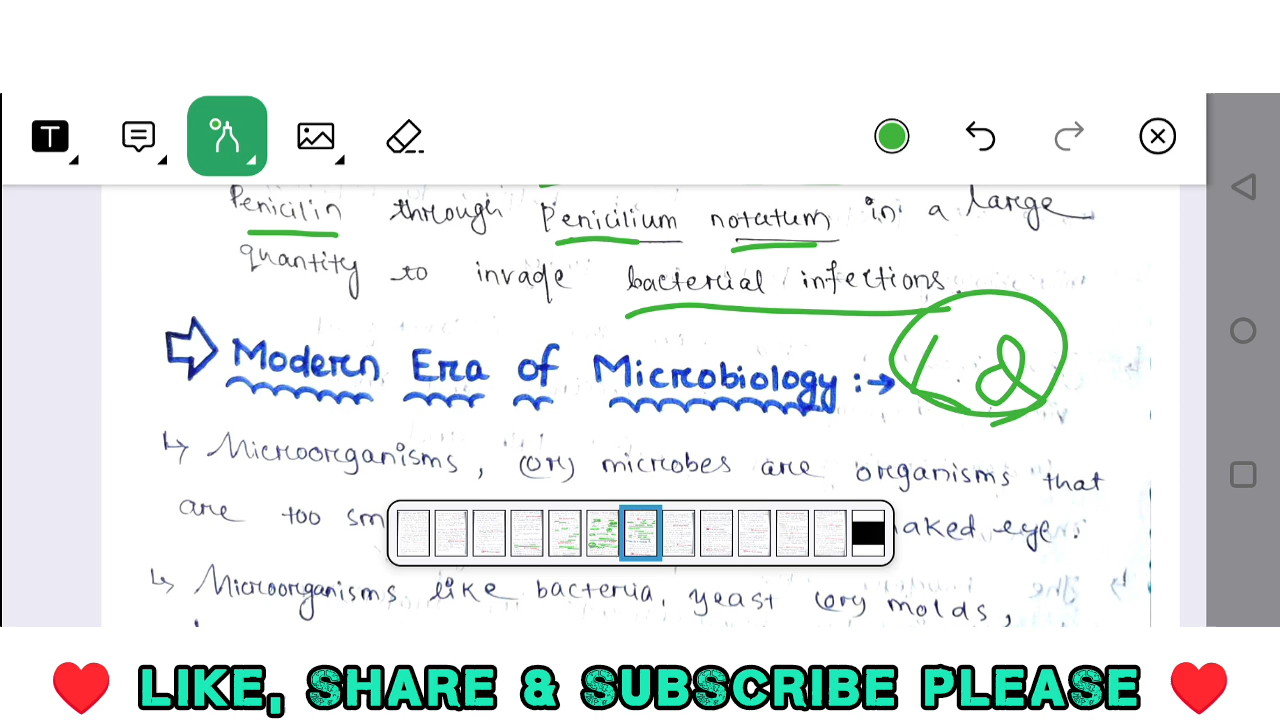 T
Penicilin through Penicilium notatum in a large
quantity to invade bacterial infections.
Modern Era of Microbiology :→
↳ Microorganisms, (or) microbes are organisms that
are too sm naked eye.
↳ Microorganisms like bacteria, yeast (or) molds,
LIKE, SHARE & SUBSCRIBE PLEASE